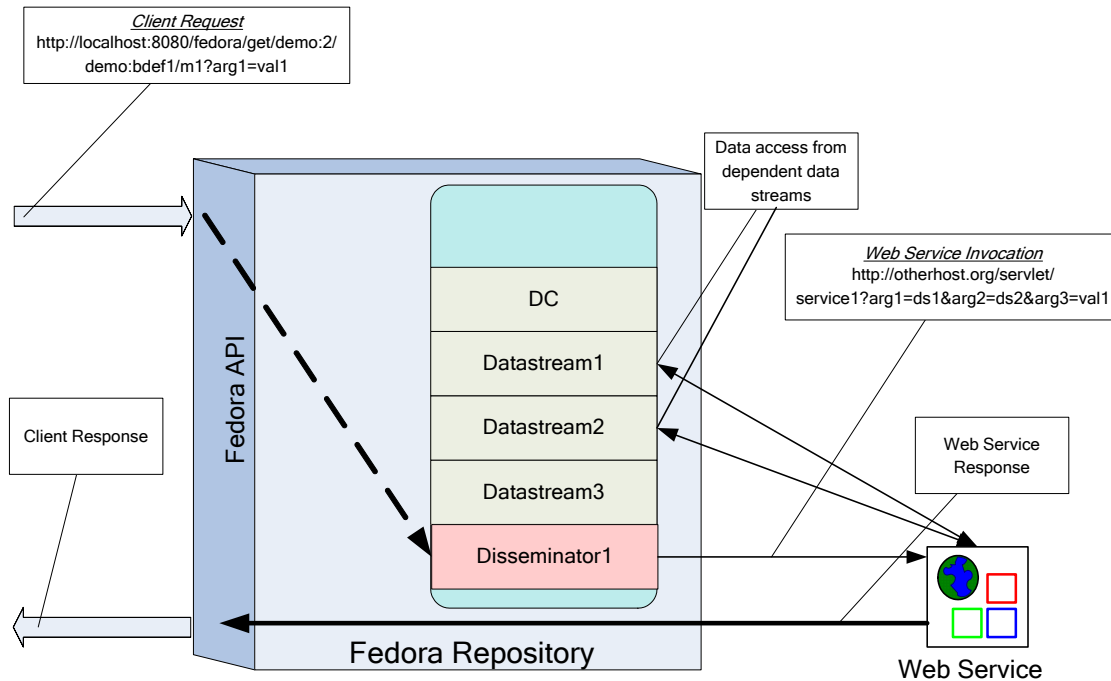 Client Request
http://localhost:8080/fedora/get/demo:2/
demo:bdef1/m1?arg1=val1
Data access from
dependent data
streams
Web Service Invocation
http://otherhost.org/servlet/
service1?arg1=ds1&arg2=ds2&arg3=val1
DC
Datastream1
Datastream2
Datastream3
Disseminator1
Fedora API
Client Response
Web Service
Response
Fedora Repository
Web Service